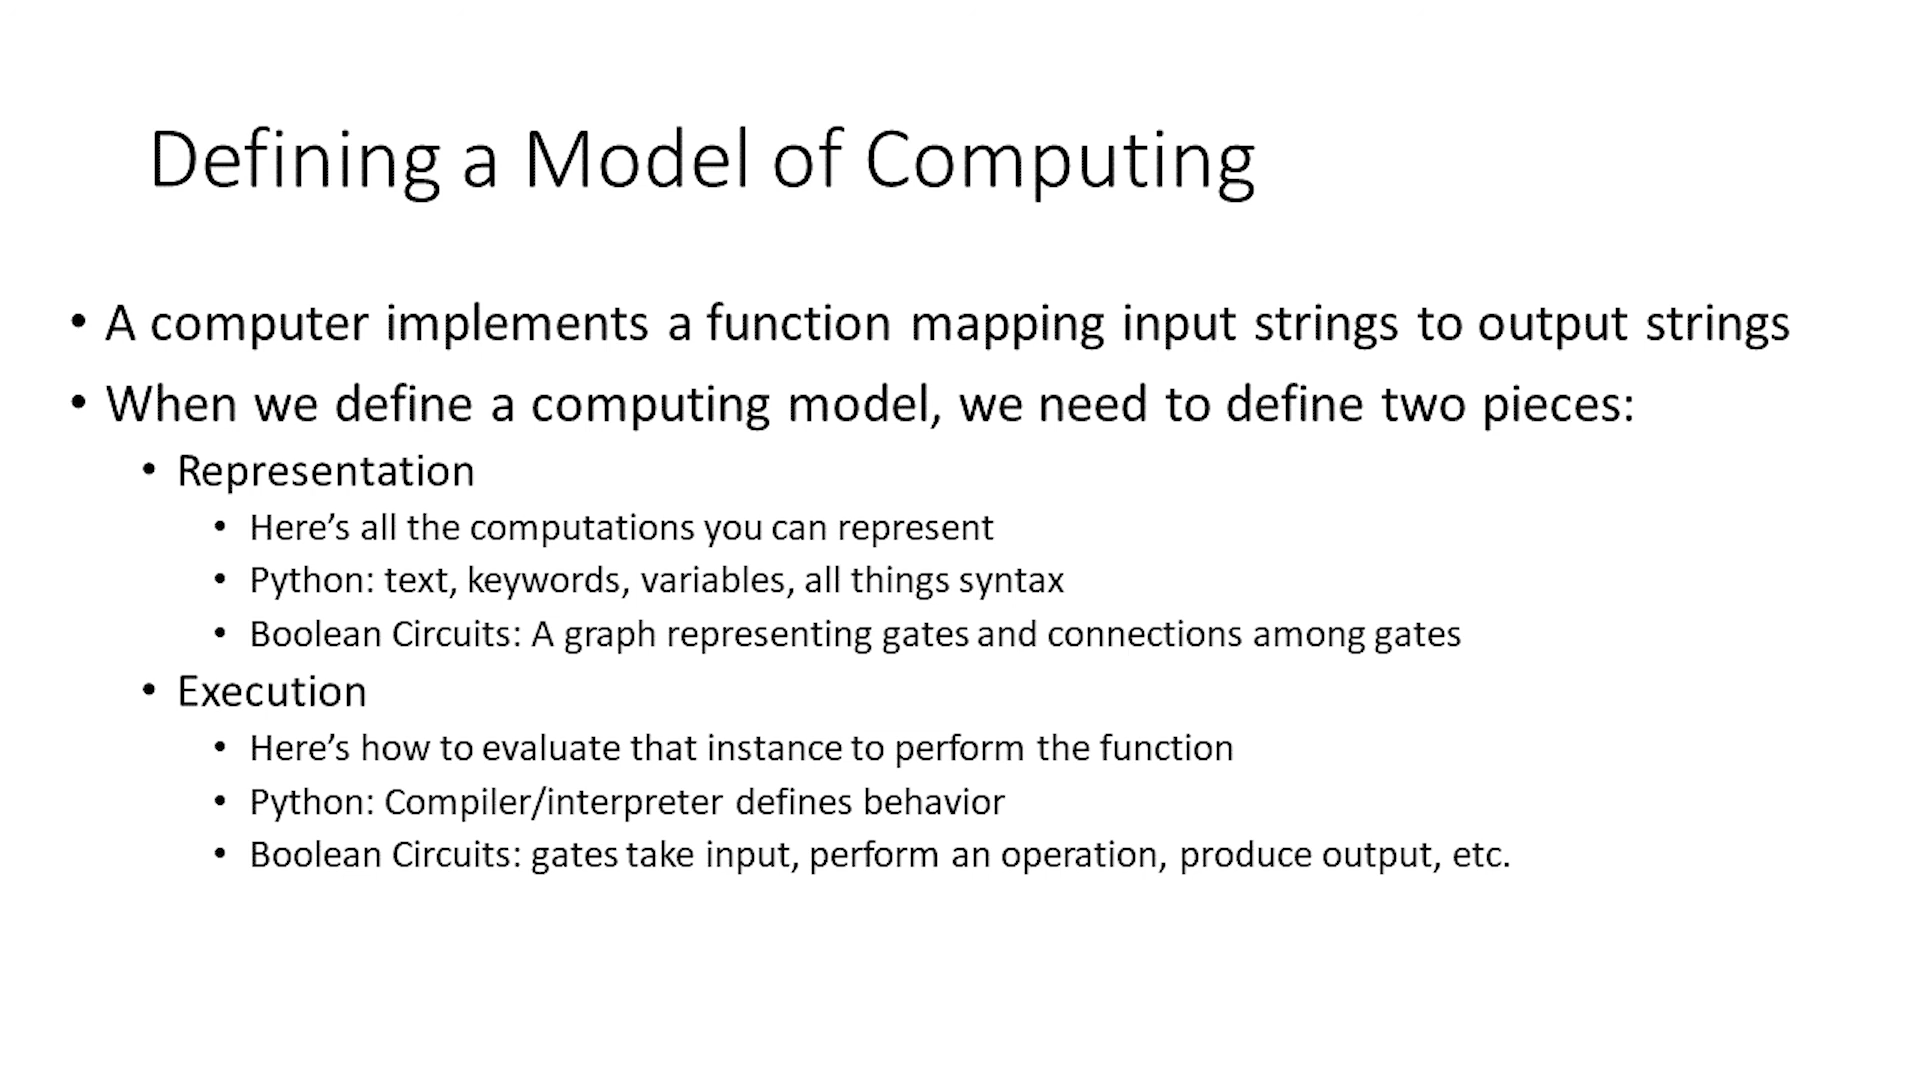 Defining a Model of Computing
• A computer implements a function mapping input strings to output strings
• When we define a computing model, we need to define two pieces:
• Representation
• Here’s all the computations you can represent
• Python: text, keywords, variables, all things syntax
• Boolean Circuits: A graph representing gates and connections among gates
• Execution
• Here’s how to evaluate that instance to perform the function
• Python: Compiler/interpreter defines behavior
• Boolean Circuits: gates take input, perform an operation, produce output, etc.